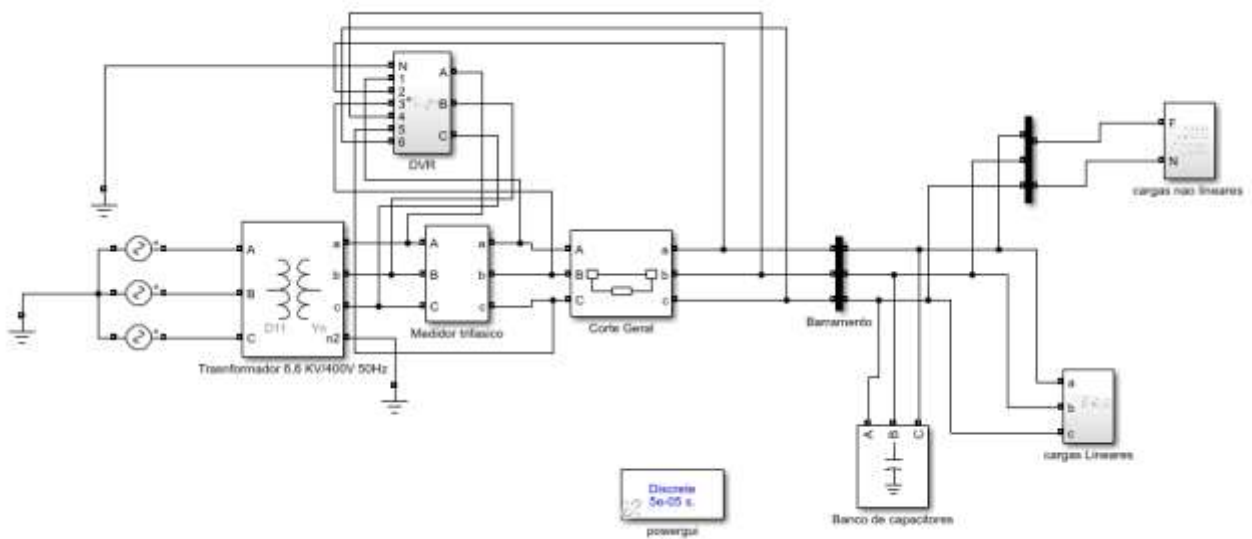 N
1
2
3
4
5
6
A
B
C
DVR
A
B
C
D11
Yn
a
b
c
n2
Trasnformador 6.6 KV/400V 50Hz
A
B
C
a
b
c
Medidor trifasico
A
B
C
a
b
c
Corte Geral
Barramento
F
N
cargas nao lineares
a
b
c
cargas Lineares
A
B
C
Banco de capacitores
Discrete
5e-05 s.
powergui